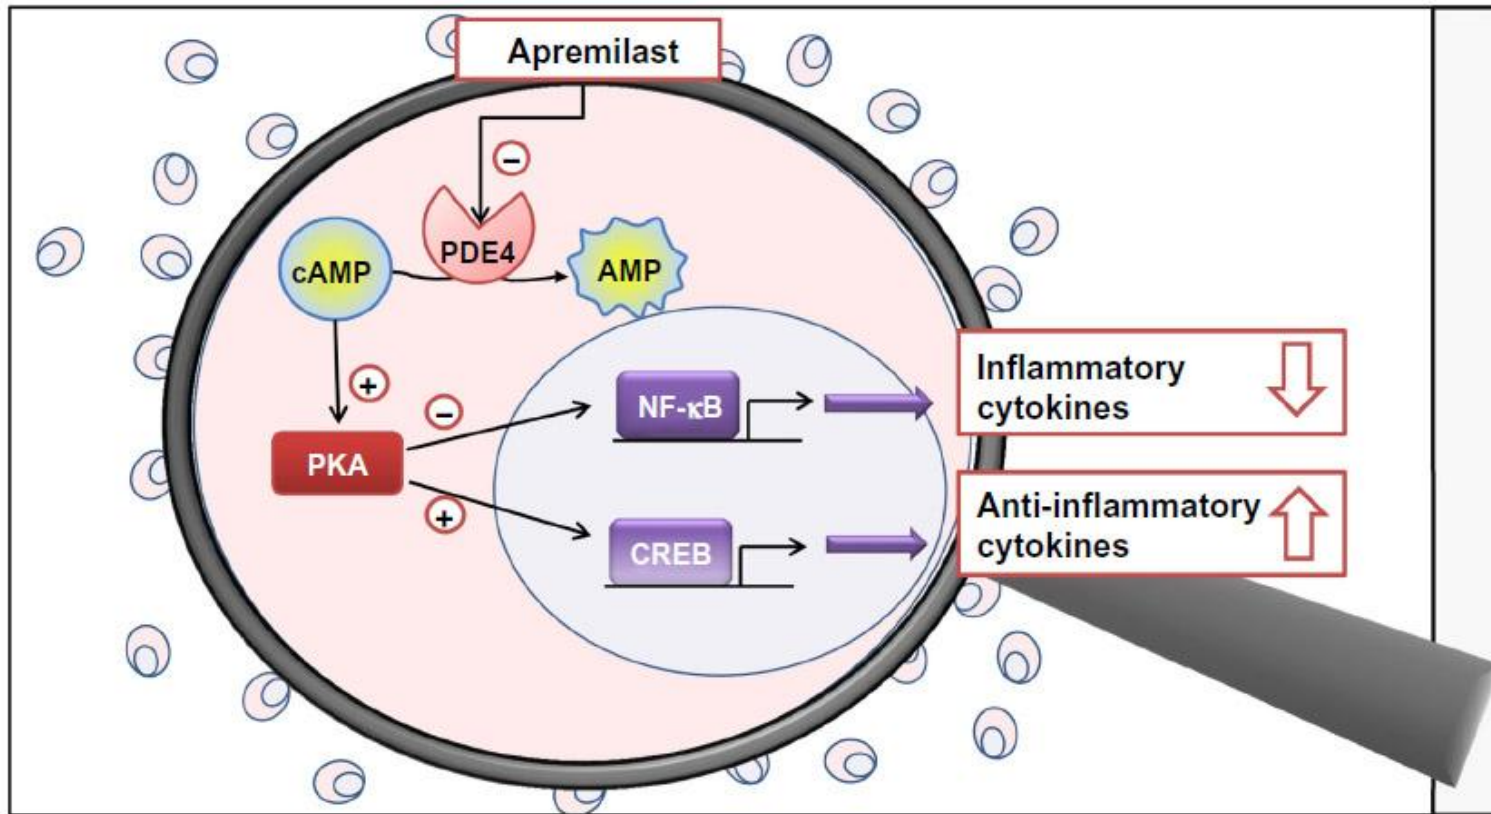 Apremilast
−
PDE4
cAMP
AMP
+
−
NF-κB
PKA
+
CREB
Inflammatory
cytokines
Anti-inflammatory
cytokines